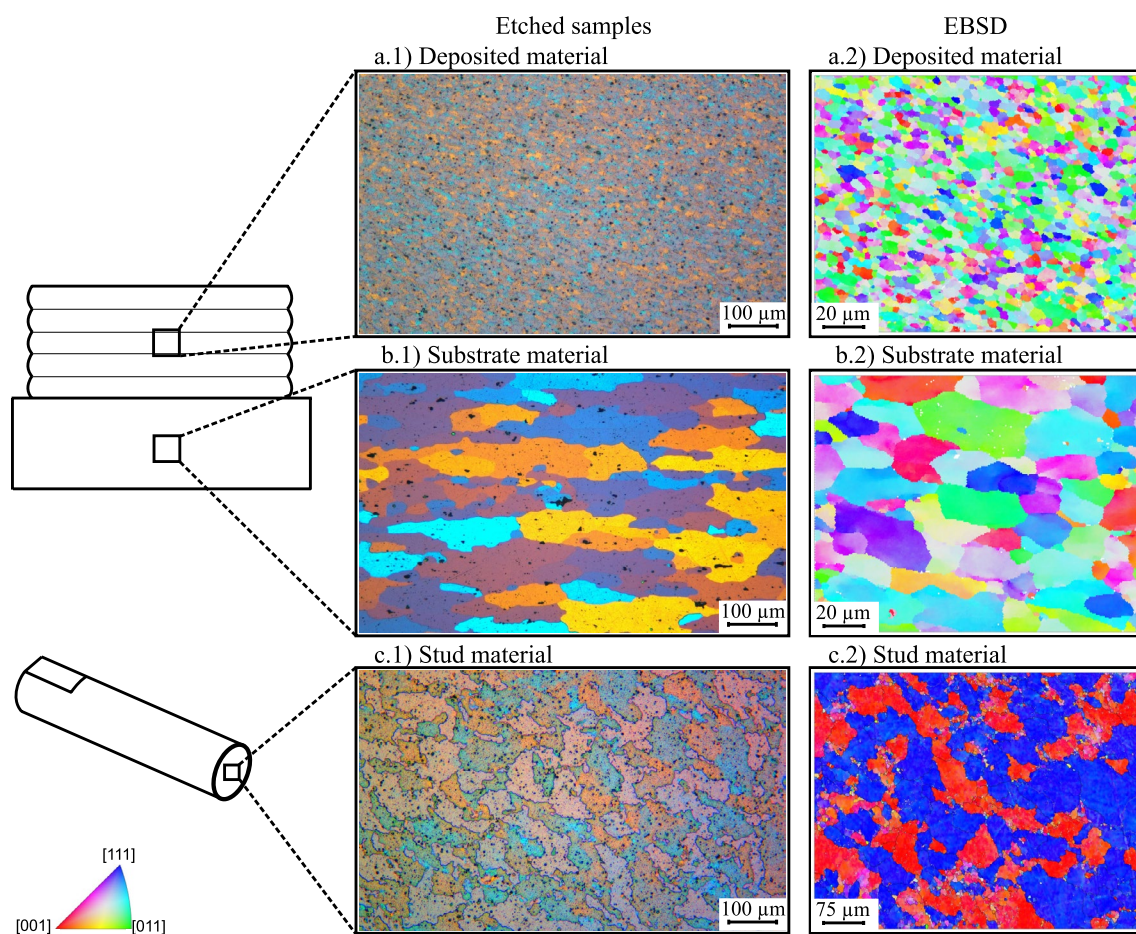 Etched samples
EBSD
a.1) Deposited material
a.2) Deposited material
100 µm
20 µm
b.1) Substrate material
b.2) Substrate material
100 µm
20 µm
c.1) Stud material
c.2) Stud material
100 µm
75 µm
[111]
[001]
[011]